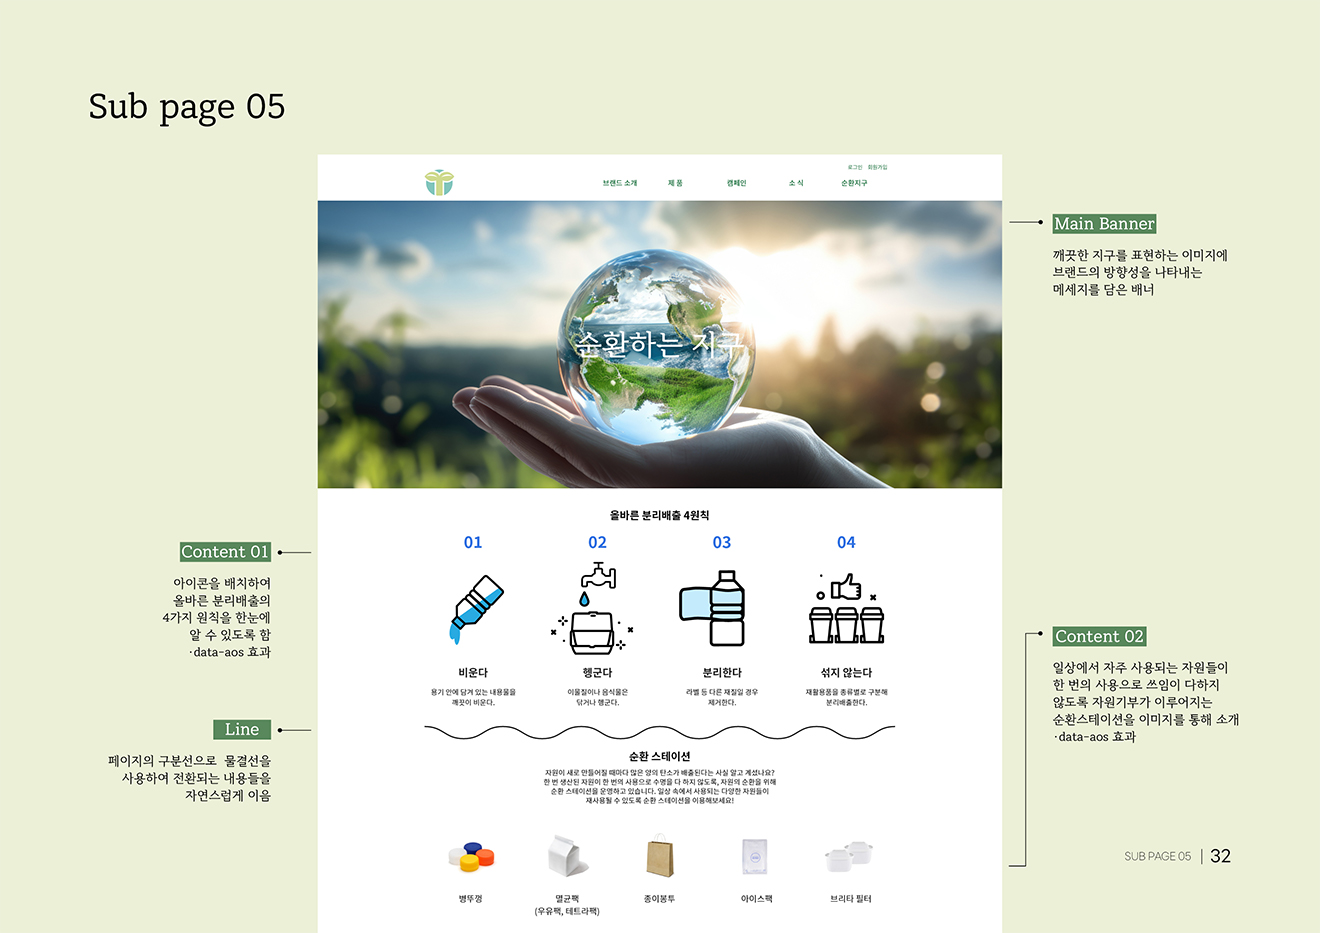 Sub page 05
로그인 회원가입
브랜드 소개 제 품 캠페인 소 식 순환지구
순환하는 지구
Main Banner
깨끗한 지구를 표현하는 이미지에
브랜드의 방향성을 나타내는
메세지를 담은 배너
올바른 분리배출 4원칙
01 02 03 04
비운다 헹군다 분리한다 섞지 않는다
용기 안에 담겨 있는 내용물을
깨끗이 비운다.
이물질이나 음식물은
닦거나 헹군다.
라벨 등 다른 재질일 경우
제거한다.
재활용품을 종류별로 구분해
분리배출한다.
Content 01
아이콘을 배치하여
올바른 분리배출의
4가지 원칙을 한눈에
알 수 있도록 함
·data-aos 효과
Line
페이지의 구분선으로 물결선을
사용하여 전환되는 내용들을
자연스럽게 이음
순환 스테이션
자원이 새로 만들어질 때마다 많은 양의 탄소가 배출된다는 사실 알고 계셨나요?
한 번 생산된 자원이 한 번의 사용으로 수명을 다 하지 않도록, 자원의 순환을 위해
순환 스테이션을 운영하고 있습니다. 일상 속에서 사용되는 다양한 자원들이
재사용될 수 있도록 순환 스테이션을 이용해보세요!
병뚜껑 멸균팩 종이봉투 아이스팩 브리타 필터
(우유팩, 테트라팩)
Content 02
일상에서 자주 사용되는 자원들이
한 번의 사용으로 쓰임이 다하지
않도록 자원기부가 이루어지는
순환스테이션을 이미지를 통해 소개
·data-aos 효과
SUB PAGE 05 | 32